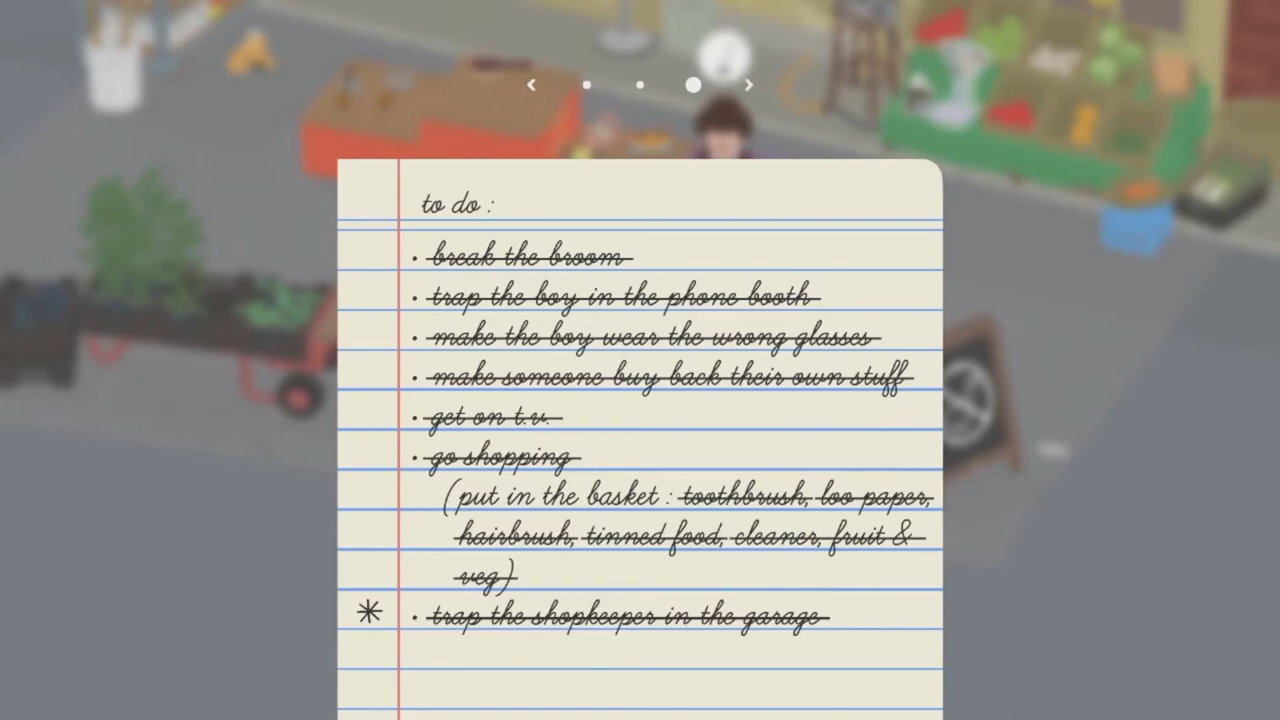 to do :
• break the broom
• trap the boy in the phone booth
• make the boy wear the wrong glasses
• make someone buy back their own stuff
• get on t.v.
• go shopping
(put in the basket : toothbrush, loo paper,
hairbrush, tinned food, cleaner, fruit &
veg)
• trap the shopkeeper in the garage